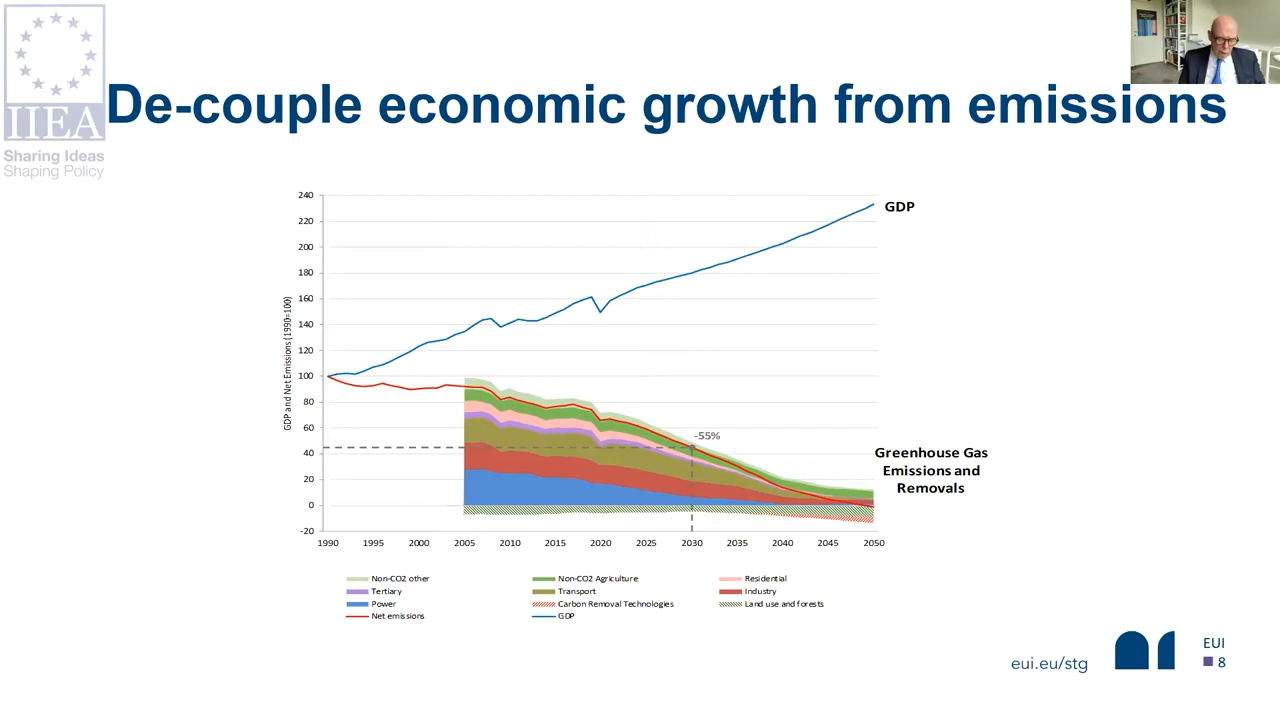 IIEA
Sharing Ideas
Shaping Policy
De-couple economic growth from emissions
GDP and Net Emissions (1990=100)
240
220
200
180
160
140
120
100
80
60
40
20
0
-20
1990 1995 2000 2005 2010 2015 2020 2025 2030 2035 2040 2045 2050
GDP
-55%
Greenhouse Gas
Emissions and
Removals
Non-CO2 other Non-CO2 Agriculture Residential
Tertiary Transport Industry
Power Carbon Removal Technologies Land use and forests
Net emissions GDP
eui.eu/stg
EUI
8